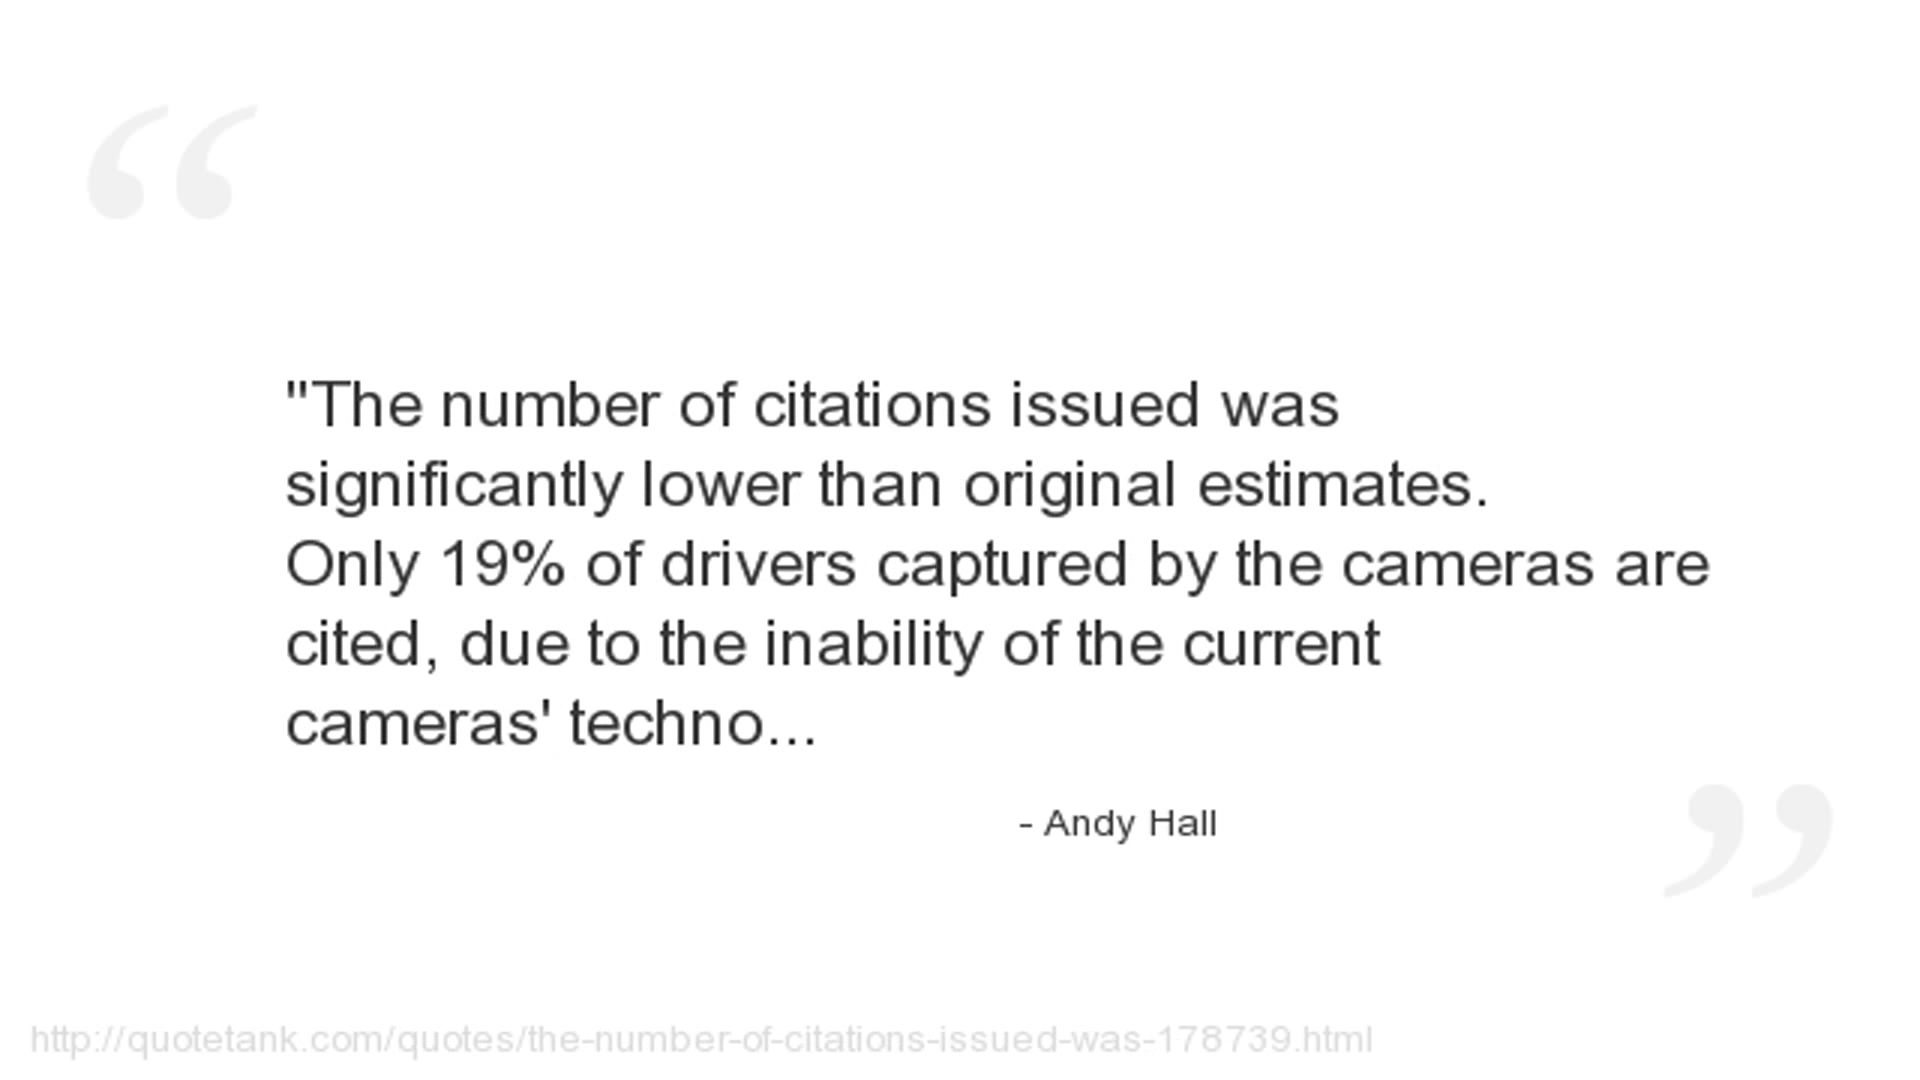 "The number of citations issued was
significantly lower than original estimates.
Only 19% of drivers captured by the cameras are
cited, due to the inability of the current
cameras' techno...
- Andy Hall
http://quotetank.com/quotes/the-number-of-citations-issued-was-178739.html